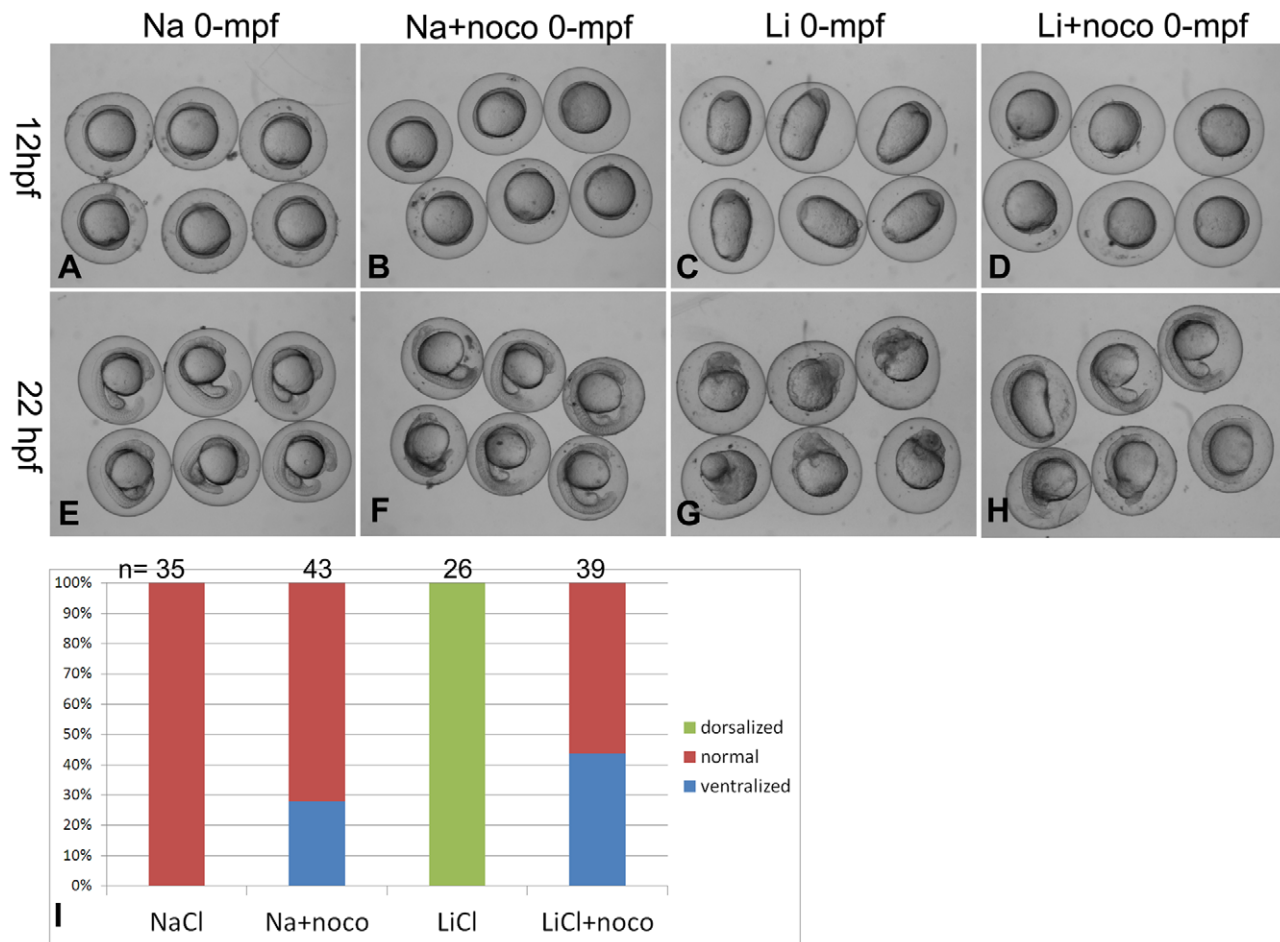 Na 0-mpf Na+noco 0-mpf Li 0-mpf Li+noco 0-mpf
12hpf
A B C D
22 hpf
E F G H
n= 35 43 26 39
100%
90%
80%
70%
60%
50%
40%
30%
20%
10%
0%
dorsalized
normal
ventralized
I
NaCl Na+noco LiCl LiCl+noco